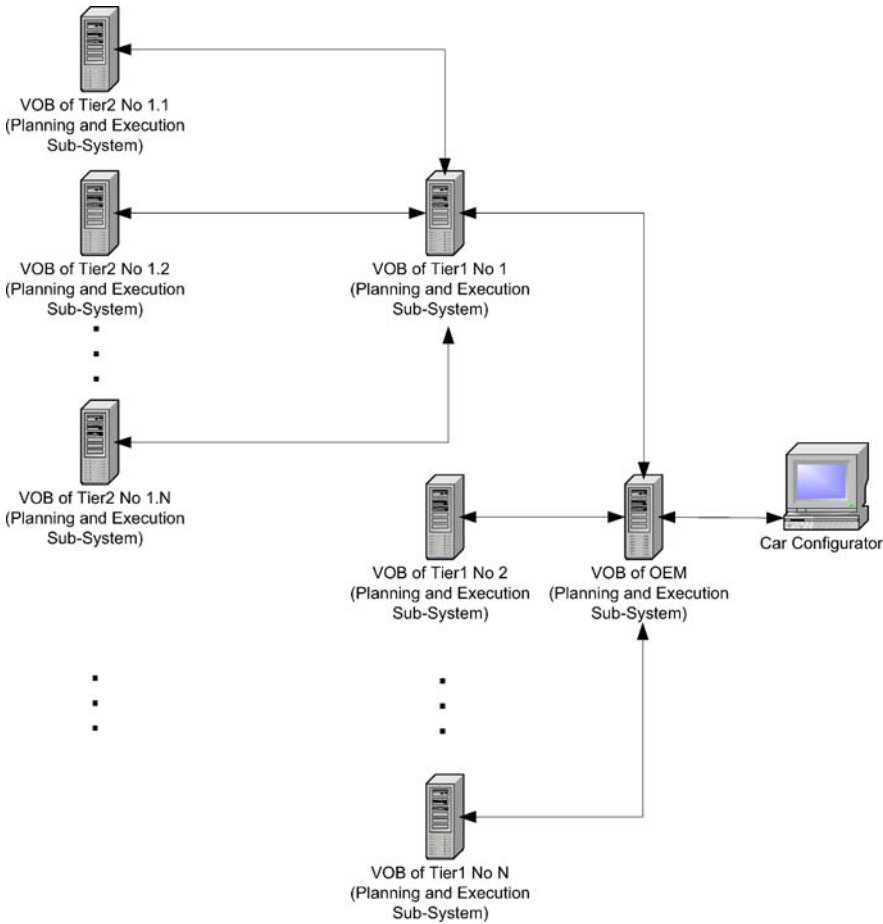 VOB of Tier2 No 1.1
(Planning and Execution
Sub-System)
VOB of Tier2 No 1.2
(Planning and Execution
Sub-System)
VOB of Tier1 No 1
(Planning and Execution
Sub-System)
VOB of Tier2 No 1.N
(Planning and Execution
Sub-System)
VOB of Tier1 No 2
(Planning and Execution
Sub-System)
VOB of OEM
(Planning and Execution
Sub-System)
Car Configurator
VOB of Tier1 No N
(Planning and Execution
Sub-System)